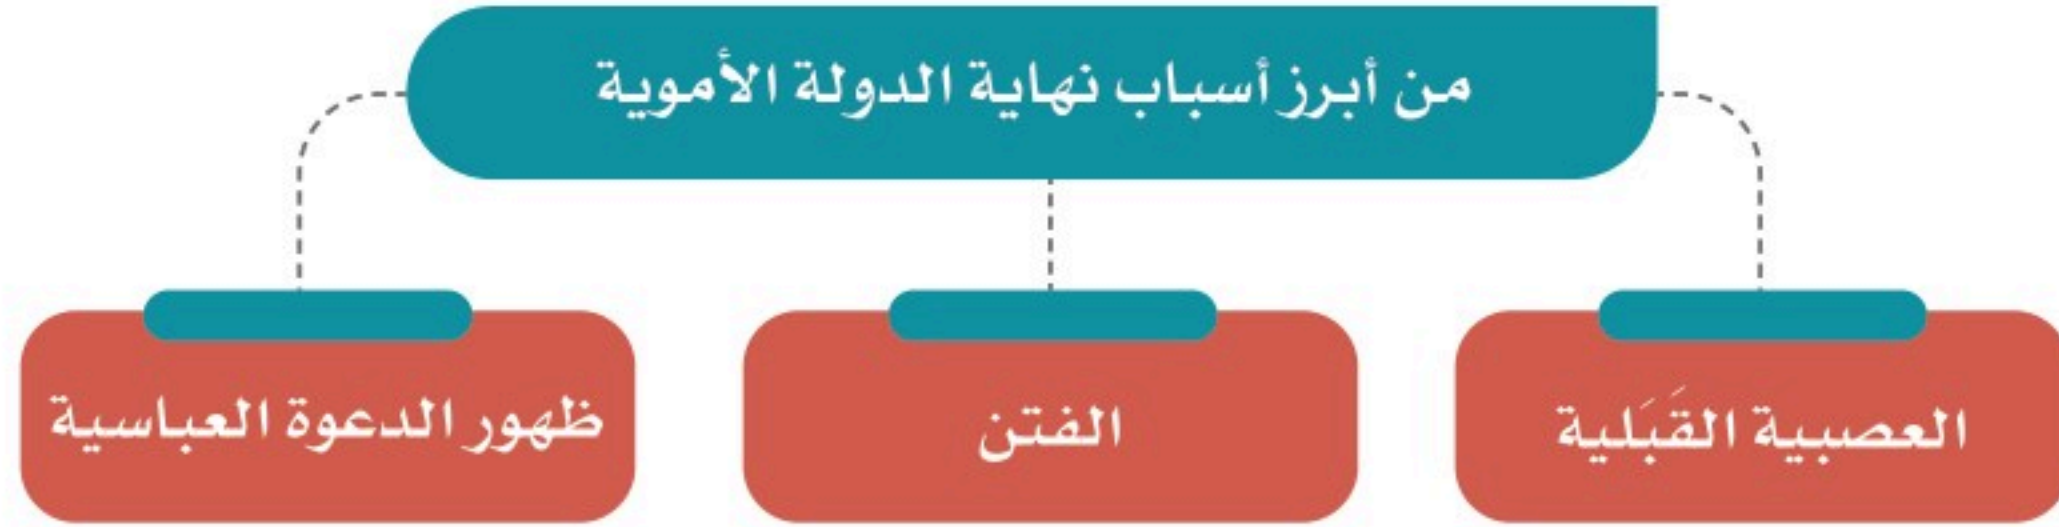 من أبرز أسباب نهاية الدولة الأموية
العصبية القَبَلية
الفتن
ظهور الدعوة العباسية